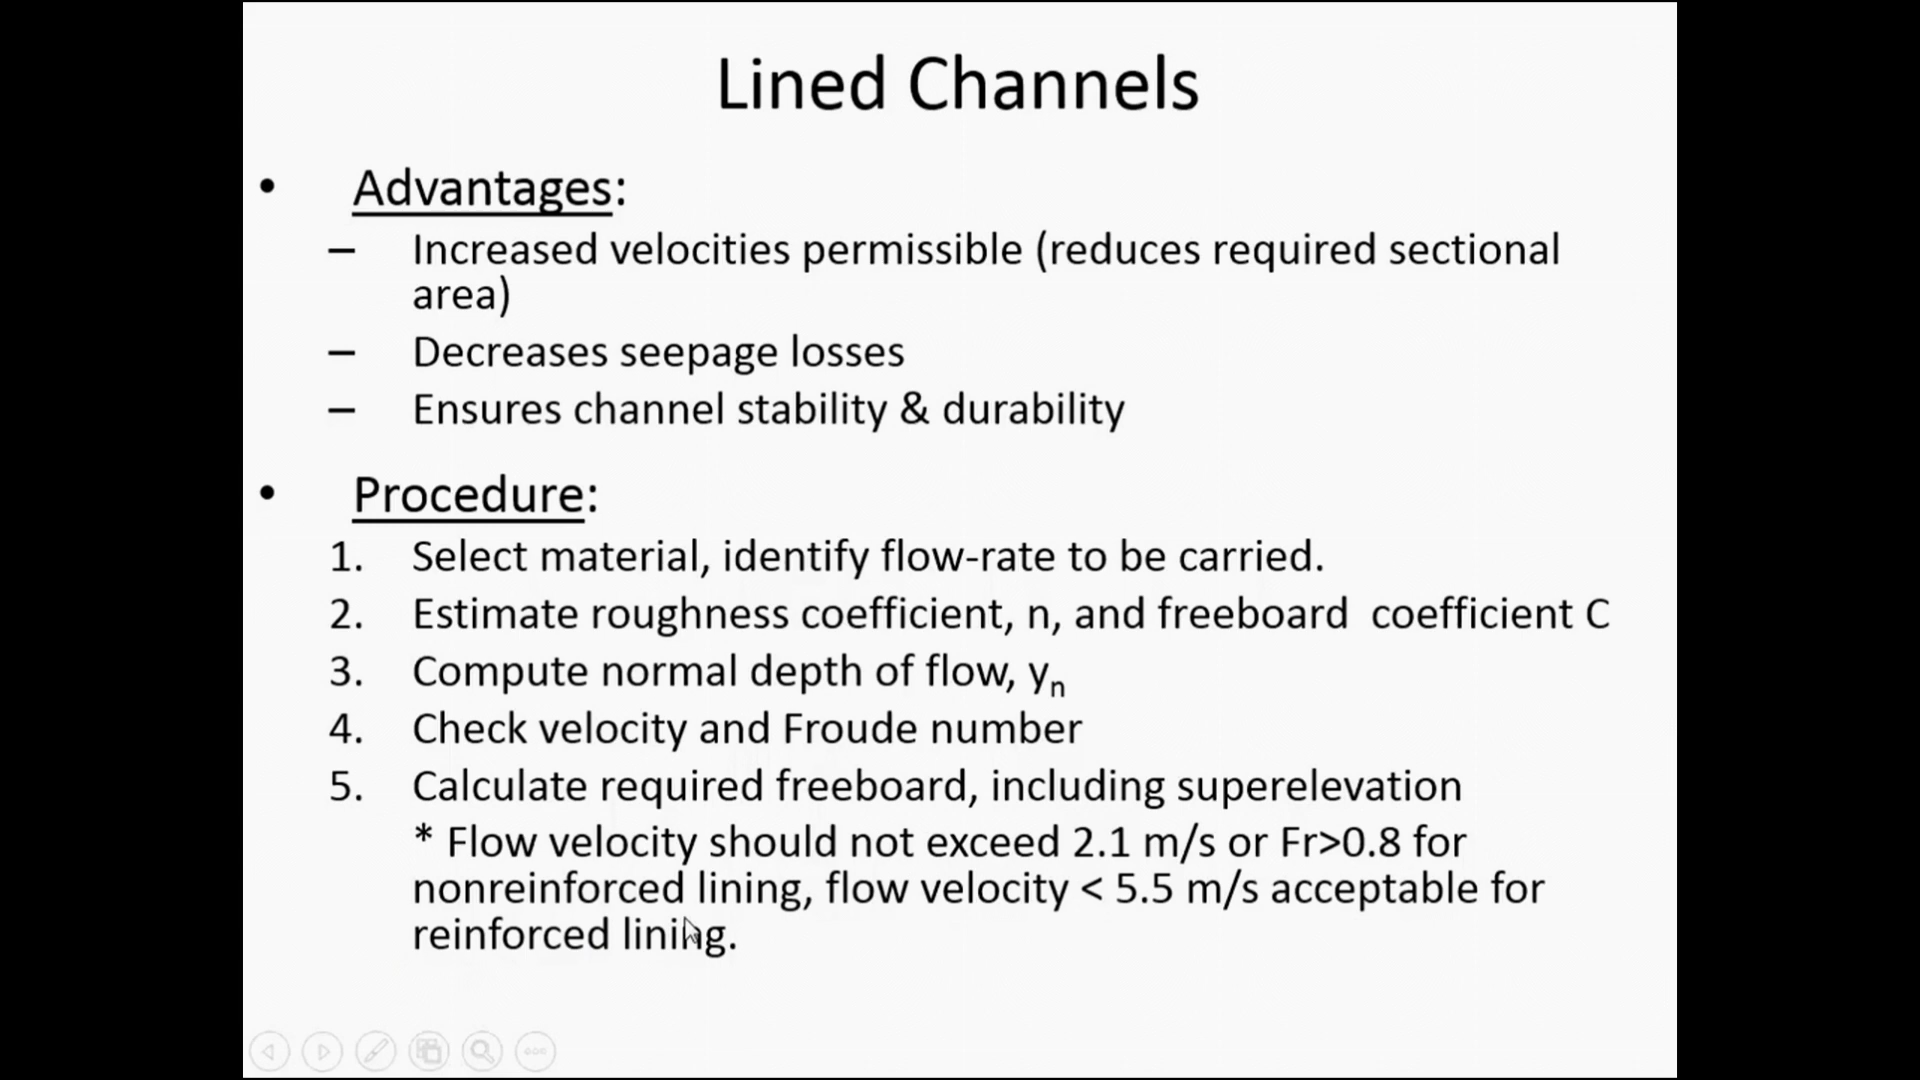 Lined Channels
• Advantages:
– Increased velocities permissible (reduces required sectional
area)
– Decreases seepage losses
– Ensures channel stability & durability
• Procedure:
1. Select material, identify flow-rate to be carried.
2. Estimate roughness coefficient, n, and freeboard coefficient C
3. Compute normal depth of flow, yₙ
4. Check velocity and Froude number
5. Calculate required freeboard, including superelevation
* Flow velocity should not exceed 2.1 m/s or Fr>0.8 for
nonreinforced lining, flow velocity < 5.5 m/s acceptable for
reinforced lining.